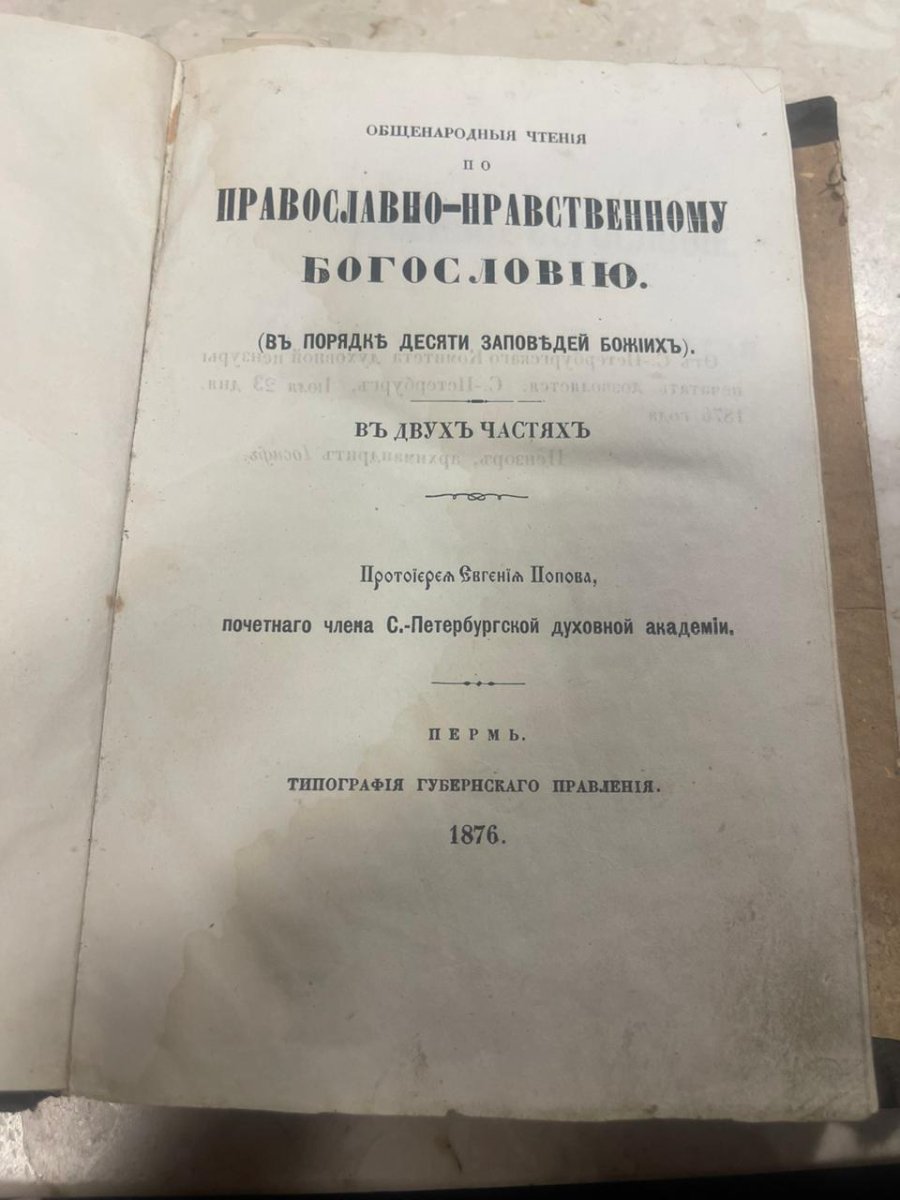 ОБЩЕНАРОДНЫЯ ЧТЕНІЯ
ПО
ПРАВОСЛАВНО-НРАВСТВЕННОМУ
БОГОСЛОВІЮ.
(ВЪ ПОРЯДКѢ ДЕСЯТИ ЗАПОВѢДЕЙ БОЖІИХЪ).
ВЪ ДВУХЪ ЧАСТЯХЪ
Протоіерея Евгенія Попова,
почетнаго члена С.-Петербургской духовной академіи.
ПЕРМЬ.
ТИПОГРАФІЯ ГУБЕРНСКАГО ПРАВЛЕНІЯ.
1876.